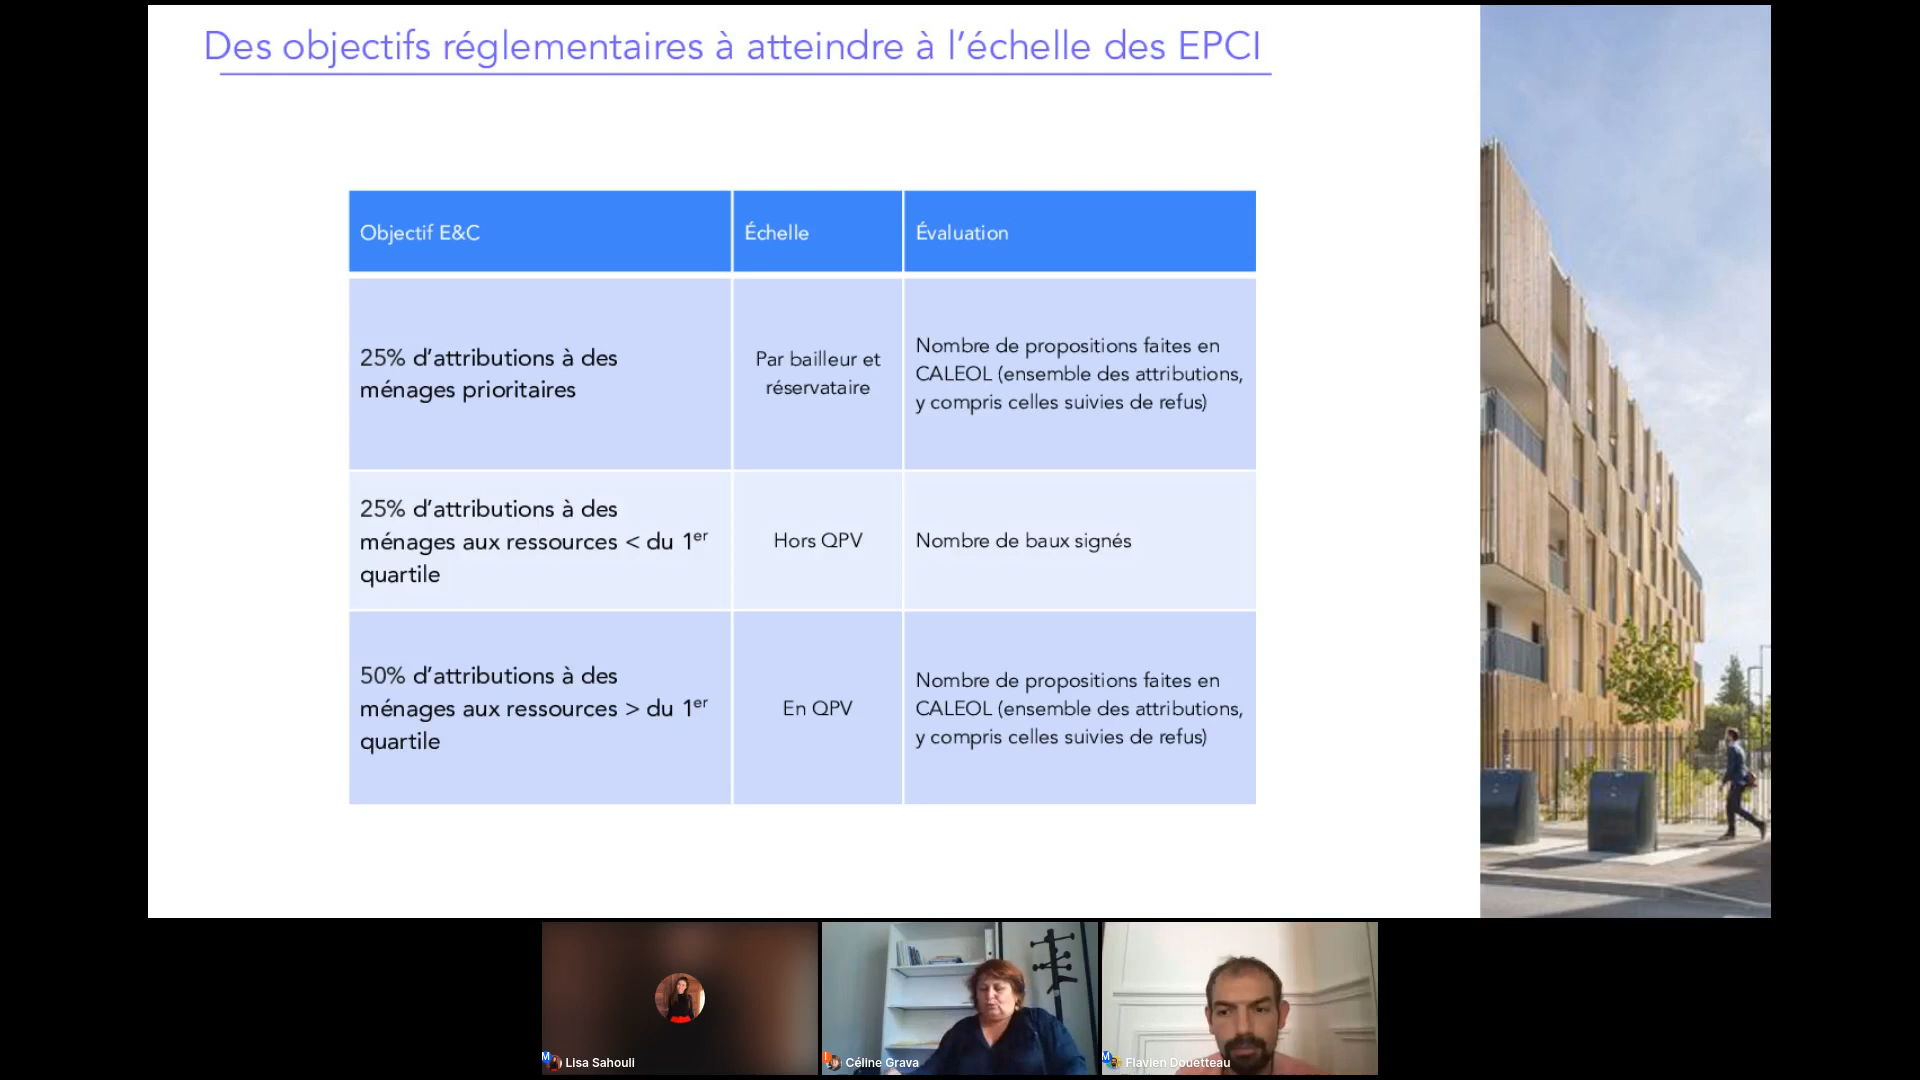 Des objectifs réglementaires à atteindre à l’échelle des EPCI
Objectif E&C
Échelle
Évaluation
25% d’attributions à des
ménages prioritaires
Par bailleur et
réservataire
Nombre de propositions faites en
CALEOL (ensemble des attributions,
y compris celles suivies de refus)
25% d’attributions à des
ménages aux ressources < du 1er
quartile
Hors QPV
Nombre de baux signés
50% d’attributions à des
ménages aux ressources > du 1er
quartile
En QPV
Nombre de propositions faites en
CALEOL (ensemble des attributions,
y compris celles suivies de refus)
M Lisa Sahouli
I Céline Grava
M Flavien Douetteau